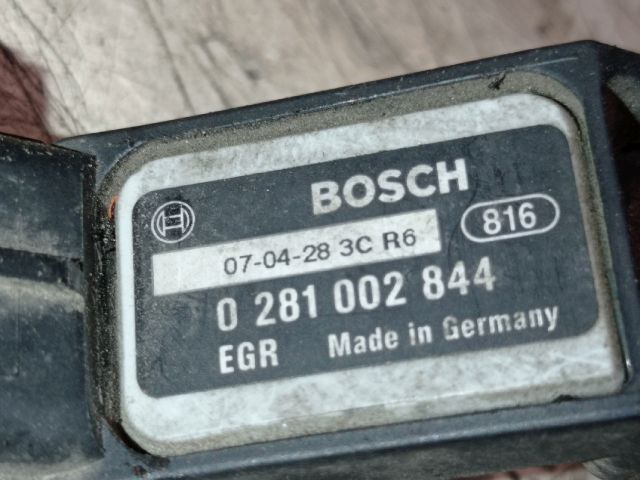 BOSCH
07-04-28 3C R6
816
0 281 002 844
EGR Made in Germany